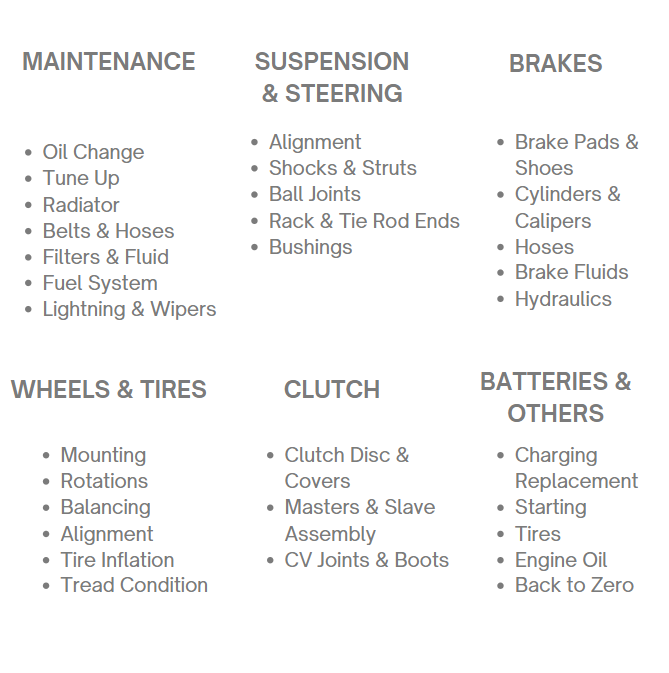 MAINTENANCE
• Oil Change
• Tune Up
• Radiator
• Belts & Hoses
• Filters & Fluid
• Fuel System
• Lightning & Wipers
SUSPENSION
& STEERING
• Alignment
• Shocks & Struts
• Ball Joints
• Rack & Tie Rod Ends
• Bushings
BRAKES
• Brake Pads &
Shoes
• Cylinders &
Calipers
• Hoses
• Brake Fluids
• Hydraulics
WHEELS & TIRES
• Mounting
• Rotations
• Balancing
• Alignment
• Tire Inflation
• Tread Condition
CLUTCH
• Clutch Disc &
Covers
• Masters & Slave
Assembly
• CV Joints & Boots
BATTERIES &
OTHERS
• Charging
Replacement
• Starting
• Tires
• Engine Oil
• Back to Zero